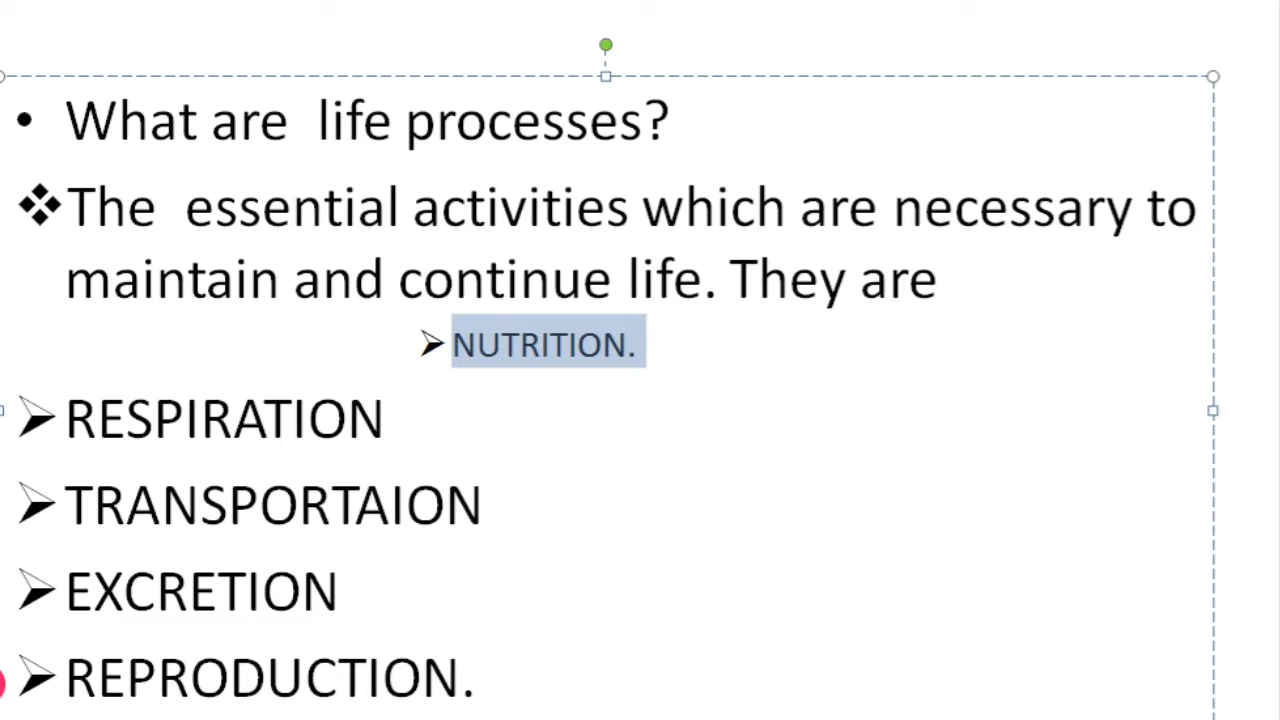 • What are  life processes?
❖The  essential activities which are necessary to
maintain and continue life. They are
➢NUTRITION.
➢RESPIRATION
➢TRANSPORTAION
➢EXCRETION
➢REPRODUCTION.